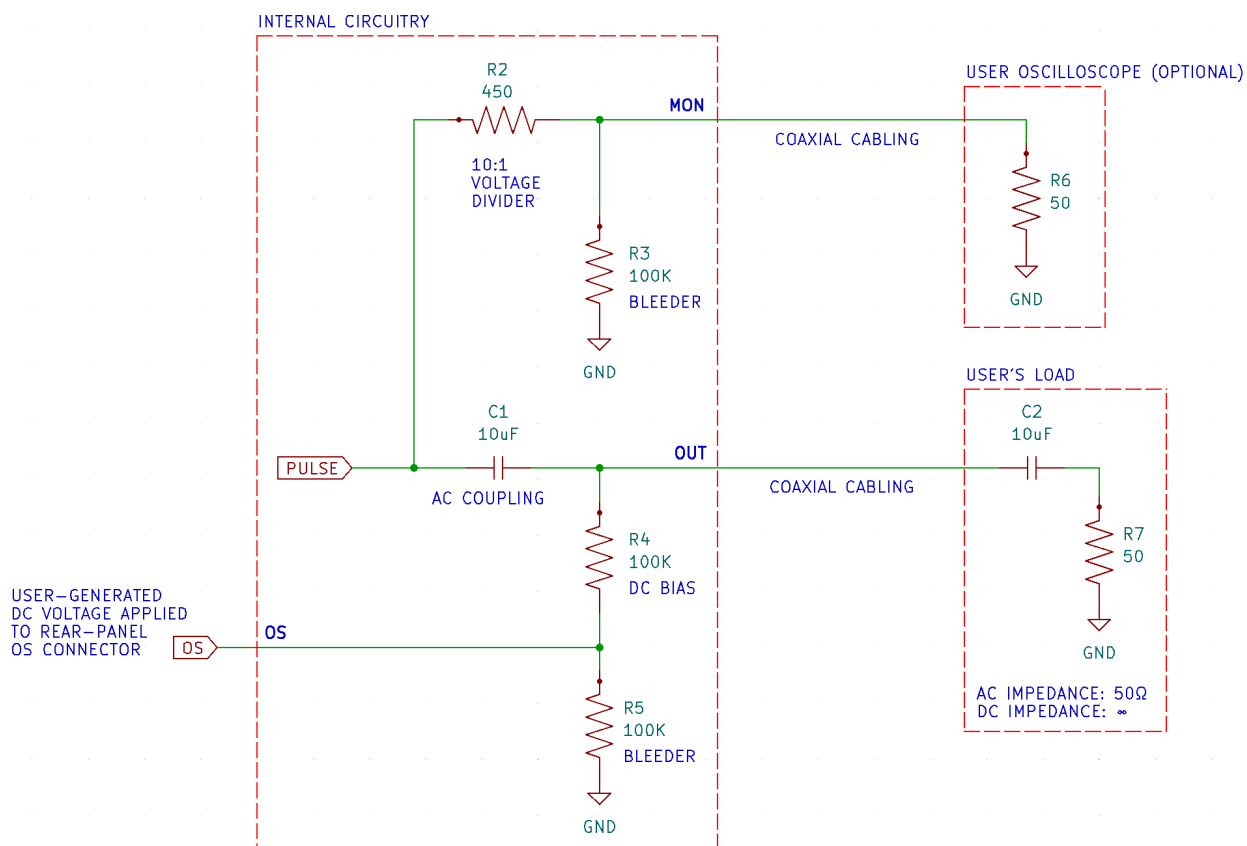 INTERNAL CIRCUITRY
R2
450
MON
10:1
VOLTAGE
DIVIDER
R3
100K
BLEEDER
GND
COAXIAL CABLING
USER OSCILLOSCOPE (OPTIONAL)
R6
50
GND
C1
10uF
PULSE
AC COUPLING
OUT
COAXIAL CABLING
USER'S LOAD
C2
10uF
R7
50
GND
AC IMPEDANCE: 50Ω
DC IMPEDANCE: ∞
R4
100K
DC BIAS
USER-GENERATED
DC VOLTAGE APPLIED
TO REAR-PANEL
OS CONNECTOR
OS
OS
R5
100K
BLEEDER
GND